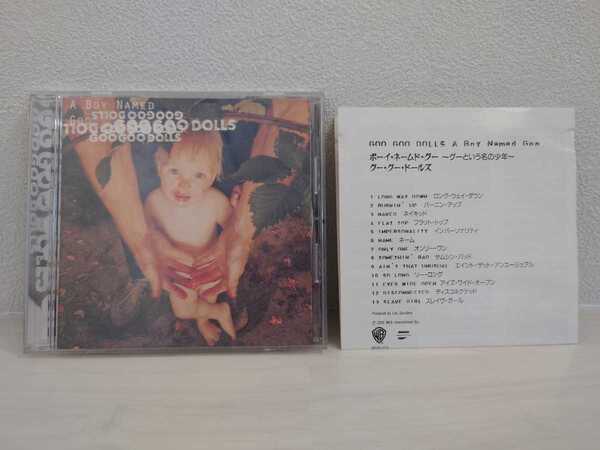 A BOY NAMED
GOO
GOO GOO DOLLS
GOO GOO DOLLS
GOO GOO DOLLS
GOO GOO DOLLS A Boy Named Goo
ボーイ・ネームド・グー 〜グーという名の少年〜
グー・グー・ドールズ
1 LONG WAY DOWN ロング・ウェイ・ダウン
2 BURNIN' UP バーニン・アップ
3 NAKED ネイキッド
4 FLAT TOP フラット・トップ
5 IMPERSONALITY インパーソナリティ
6 NAME ネーム
7 ONLY ONE オンリー・ワン
8 SOMETHIN' BAD サムシン・バッド
9 AIN'T THAT UNUSUAL エイント・ザット・アンユージュアル
10 SO LONG ソー・ロング
11 EYES WIDE OPEN アイズ・ワイド・オープン
12 DISCONNECTED ディスコネクテッド
13 SLAVE GIRL スレイヴ・ガール